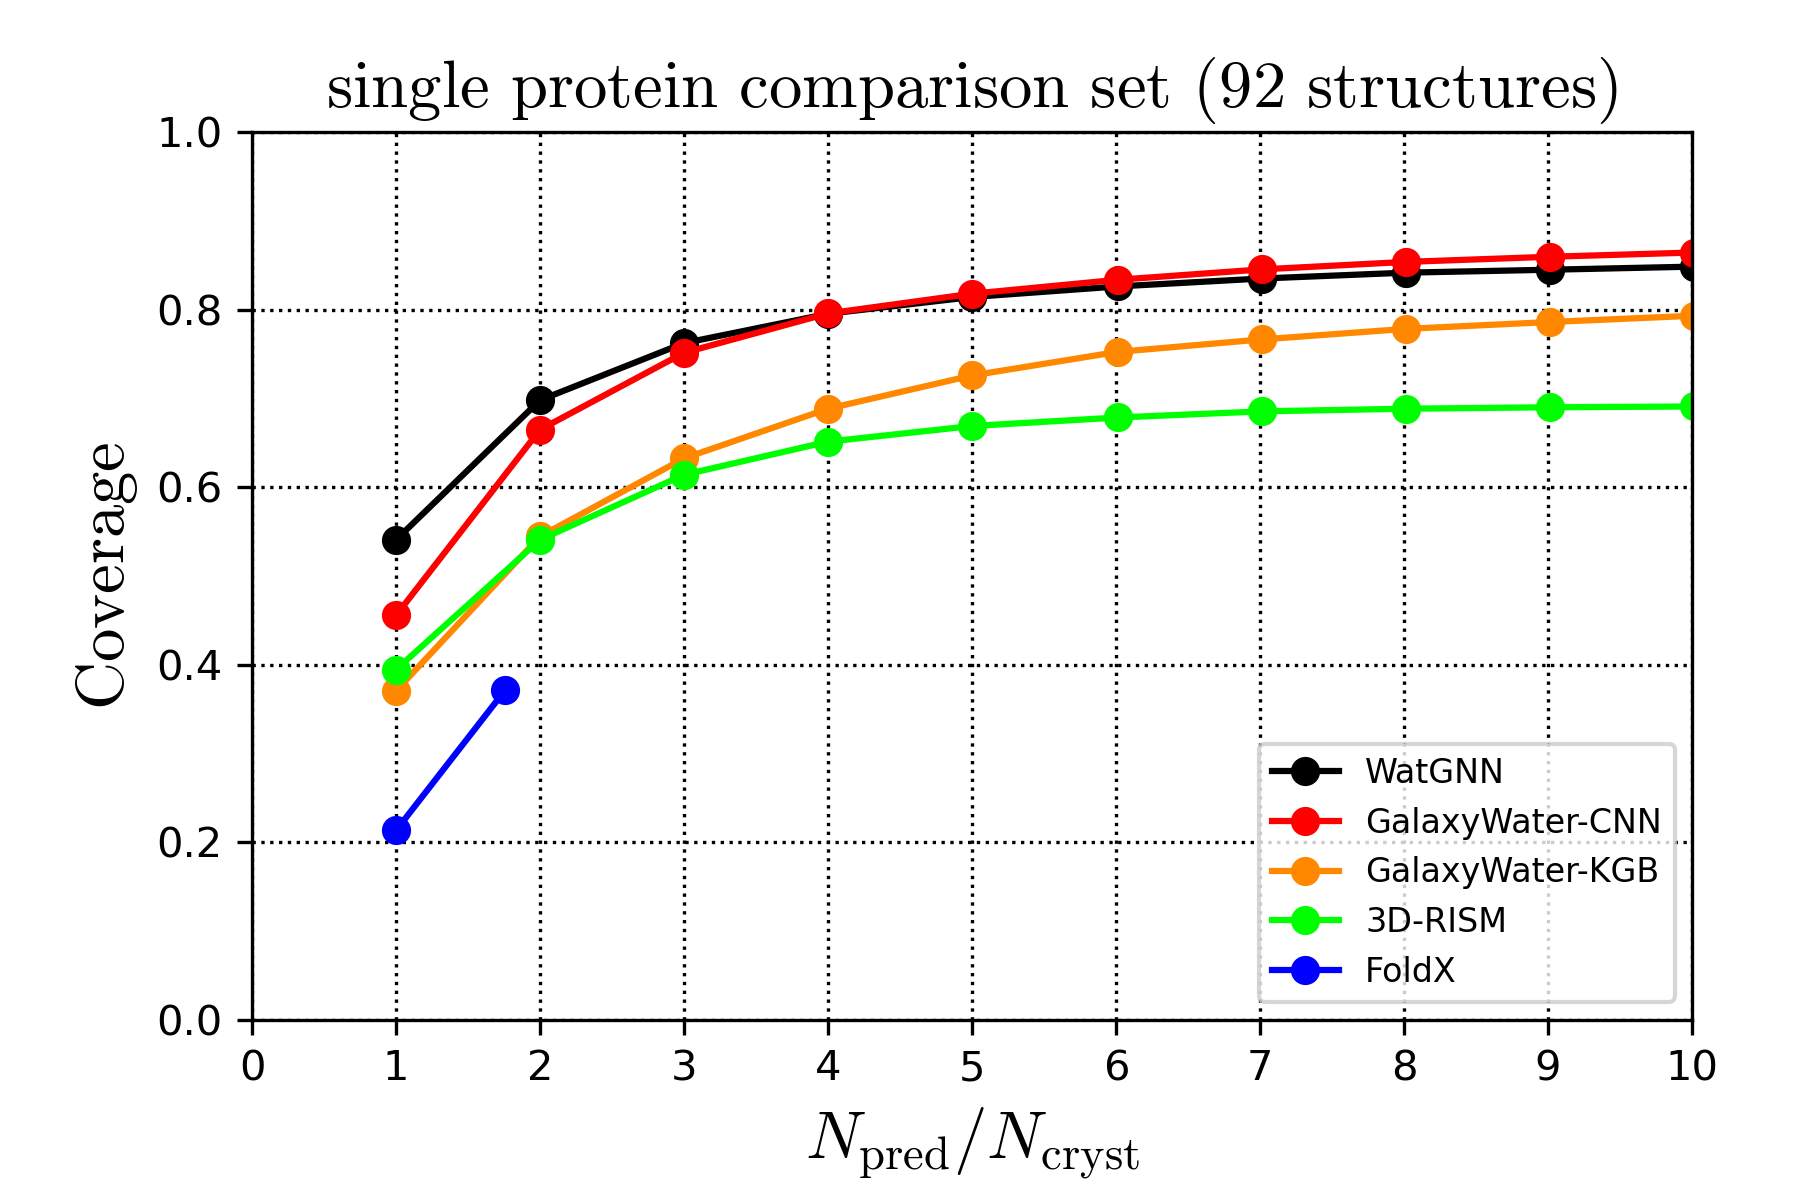 single protein comparison set (92 structures)
1.0
0.8
0.6
0.4
0.2
0.0
Coverage
WatGNN
GalaxyWater-CNN
GalaxyWater-KGB
3D-RISM
FoldX
0 1 2 3 4 5 6 7 8 9 10
N_pred/N_cryst